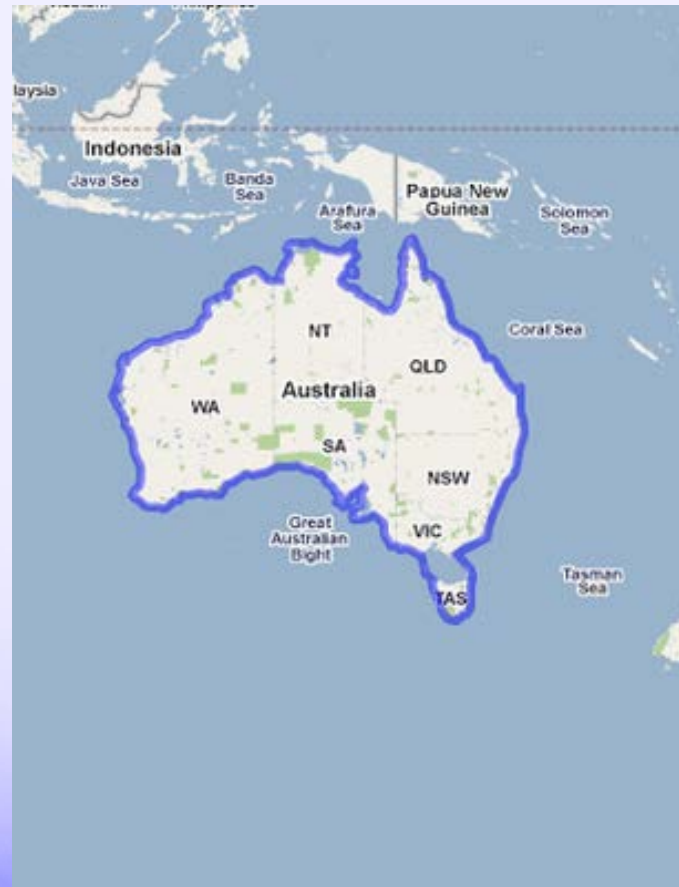 laysia
Indonesia
Java Sea
Banda
Sea
Arafura
Sea
Papua New
Guinea
Solomon
Sea
Coral Sea
NT
QLD
Australia
WA
SA
NSW
VIC
Great
Australian
Bight
TAS
Tasman
Sea